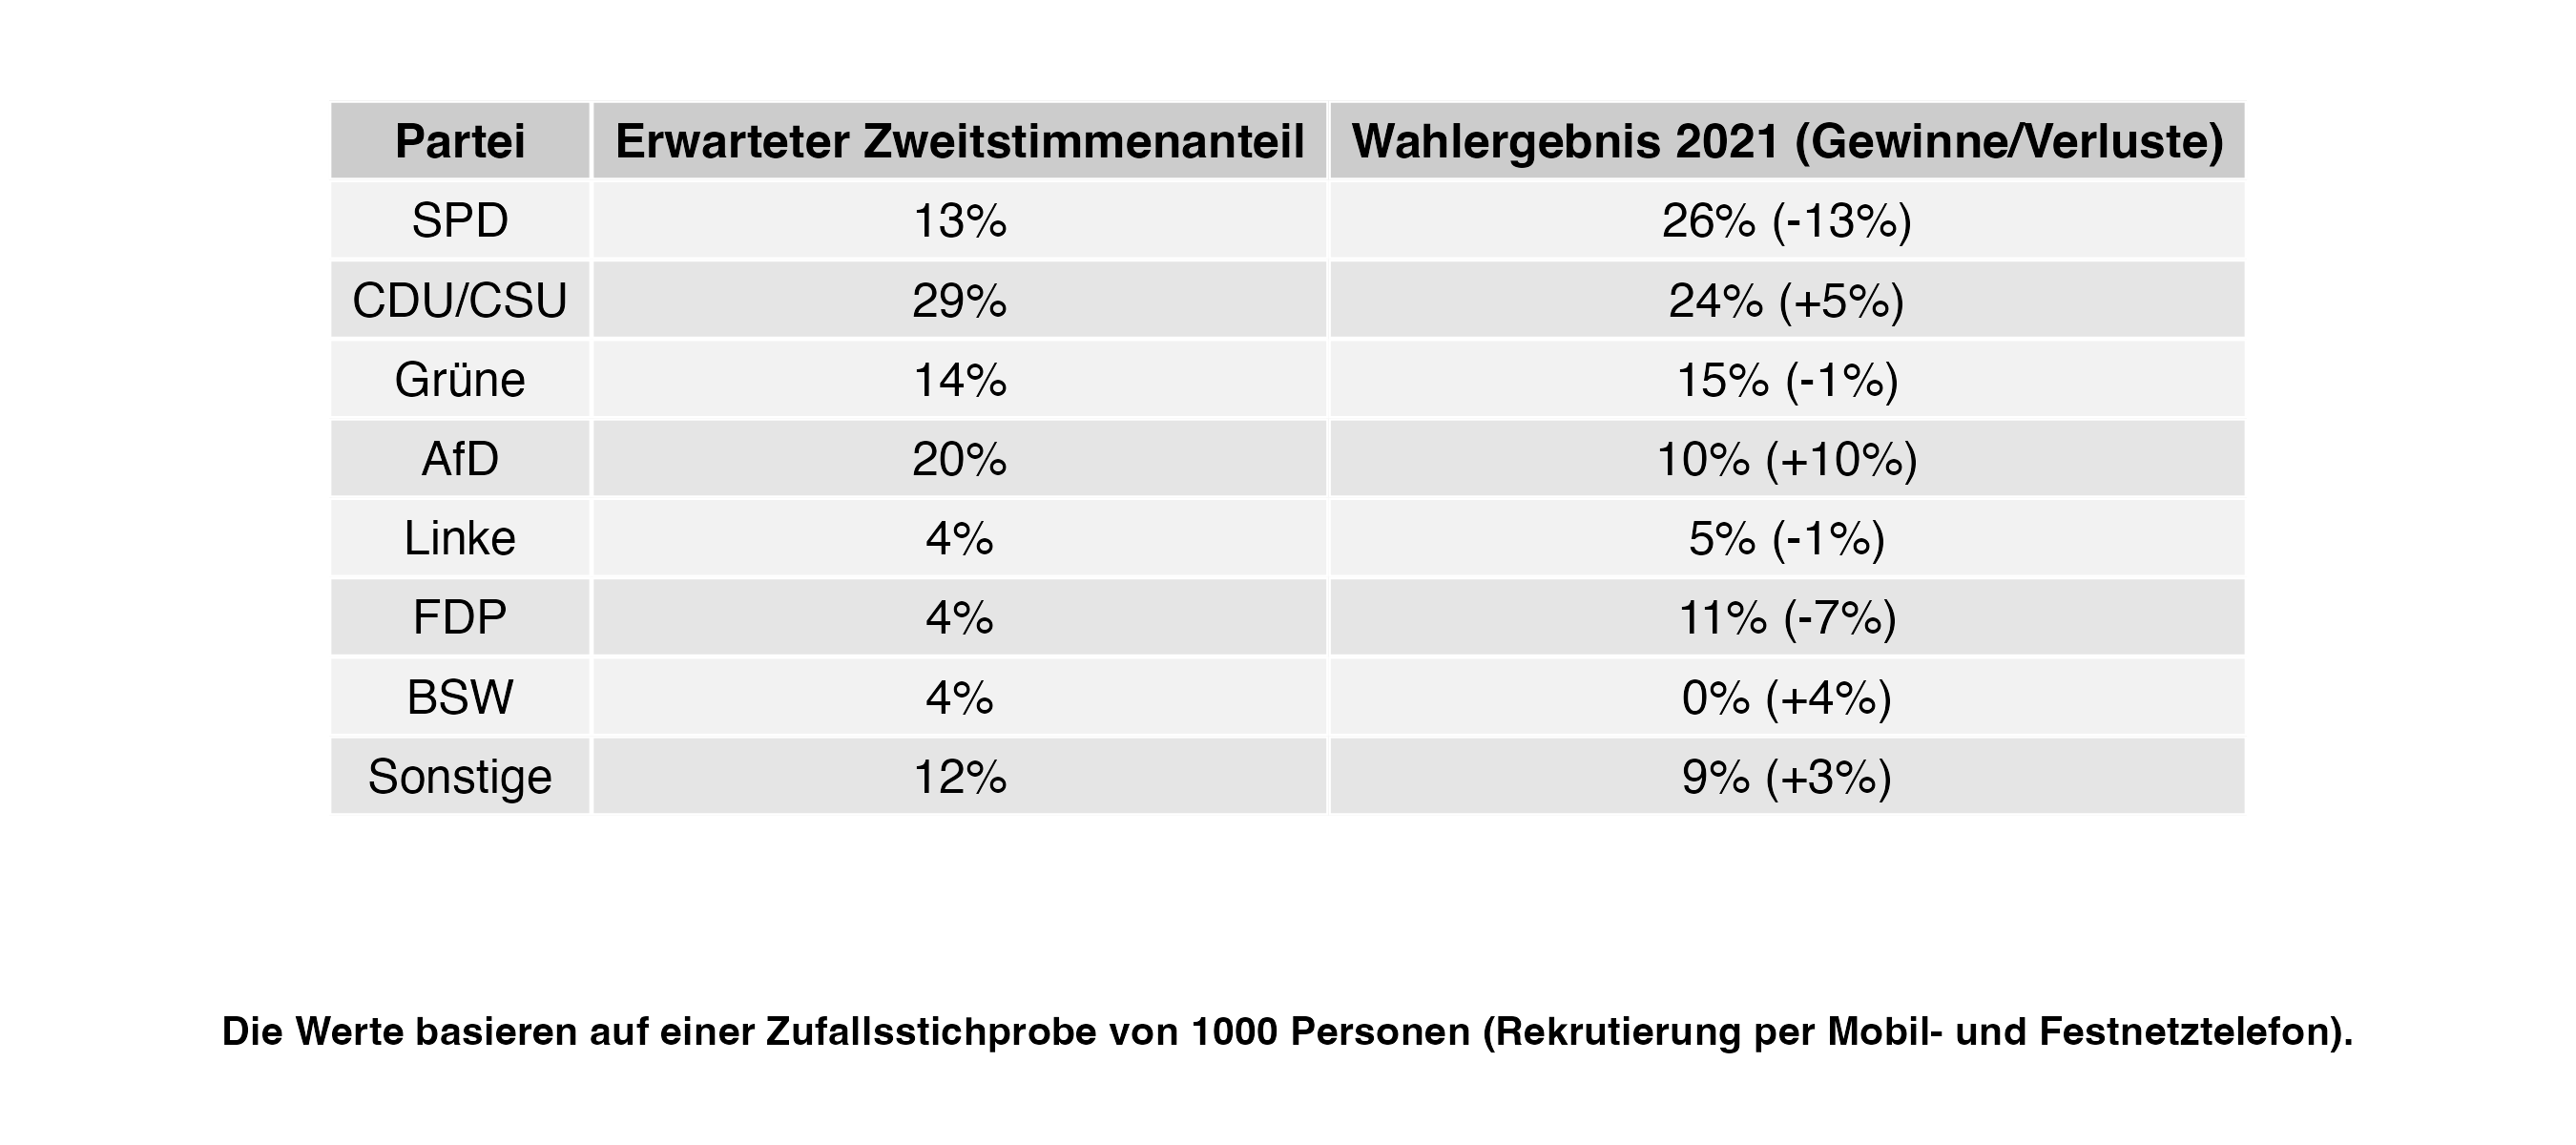 Partei Erwarteter Zweitstimmenanteil Wahlergebnis 2021 (Gewinne/Verluste)
SPD 13% 26% (-13%)
CDU/CSU 29% 24% (+5%)
Grüne 14% 15% (-1%)
AfD 20% 10% (+10%)
Linke 4% 5% (-1%)
FDP 4% 11% (-7%)
BSW 4% 0% (+4%)
Sonstige 12% 9% (+3%)
Die Werte basieren auf einer Zufallsstichprobe von 1000 Personen (Rekrutierung per Mobil- und Festnetztelefon).